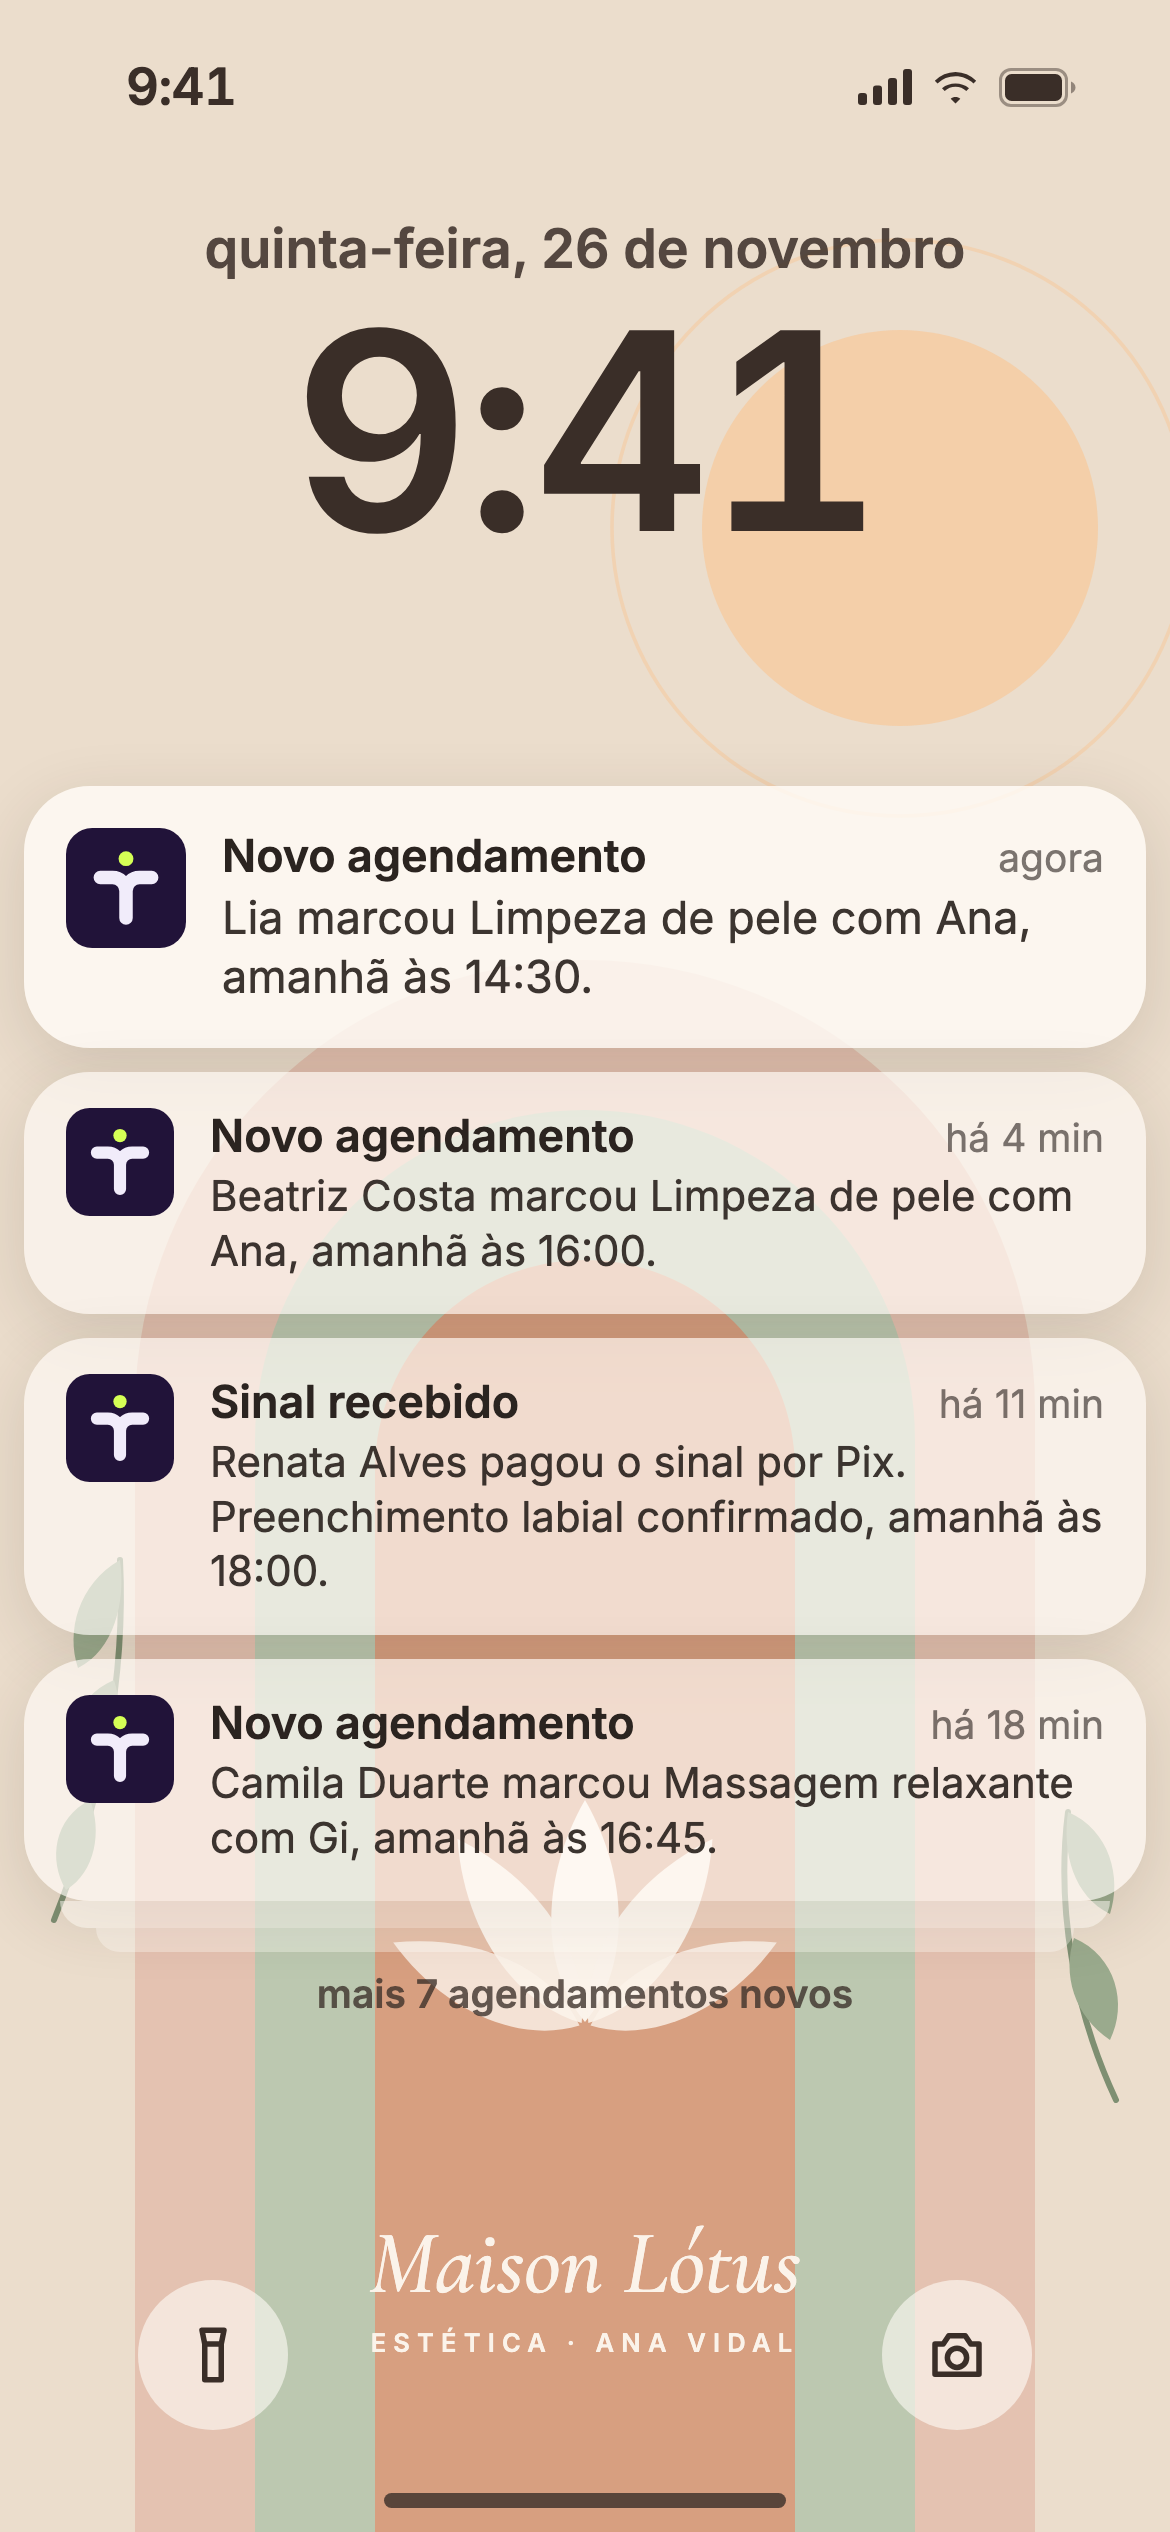 9:41
quinta-feira, 26 de novembro
9:41
Novo agendamento
agora
Lia marcou Limpeza de pele com Ana,
amanhã às 14:30.
Novo agendamento
há 4 min
Beatriz Costa marcou Limpeza de pele com
Ana, amanhã às 16:00.
Sinal recebido
há 11 min
Renata Alves pagou o sinal por Pix.
Preenchimento labial confirmado, amanhã às
18:00.
Novo agendamento
há 18 min
Camila Duarte marcou Massagem relaxante
com Gi, amanhã às 16:45.
mais 7 agendamentos novos
Maison Lótus
ESTÉTICA · ANA VIDAL